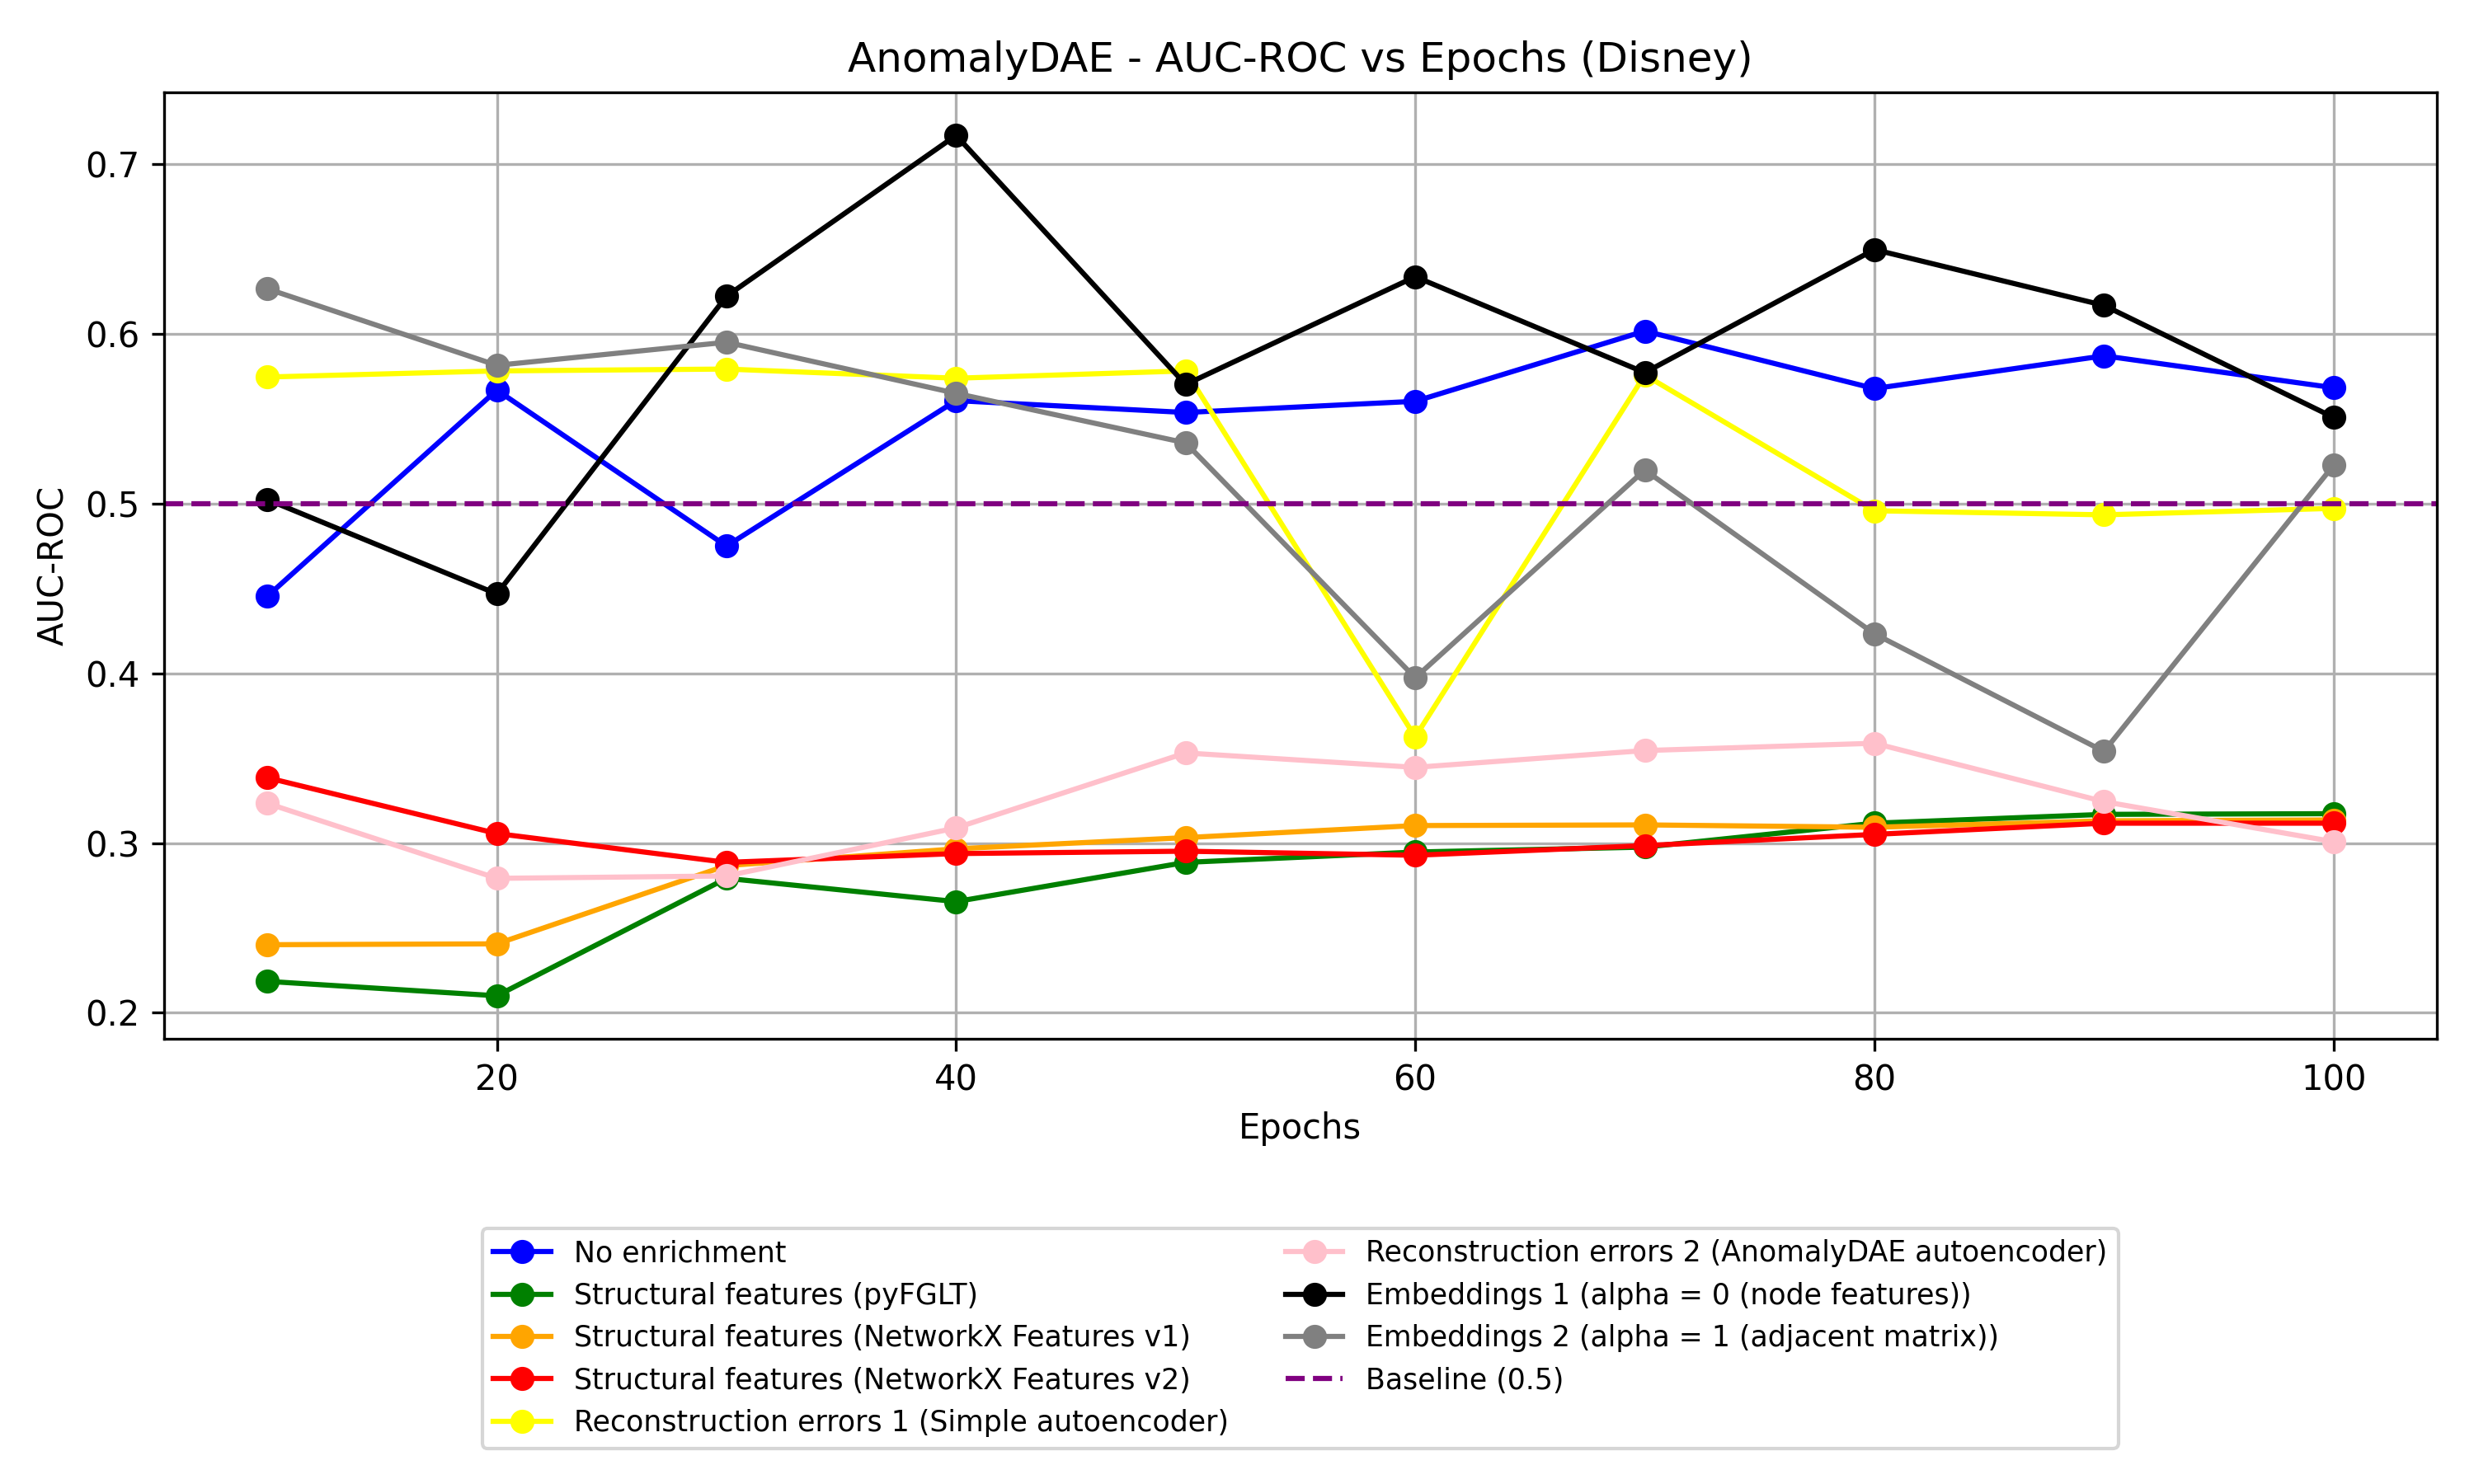 AnomalyDAE - AUC-ROC vs Epochs (Disney)
AUC-ROC
0.7
0.6
0.5
0.4
0.3
0.2
20 40 60 80 100
Epochs
No enrichment
Structural features (pyFGLT)
Structural features (NetworkX Features v1)
Structural features (NetworkX Features v2)
Reconstruction errors 1 (Simple autoencoder)
Reconstruction errors 2 (AnomalyDAE autoencoder)
Embeddings 1 (alpha = 0 (node features))
Embeddings 2 (alpha = 1 (adjacent matrix))
Baseline (0.5)